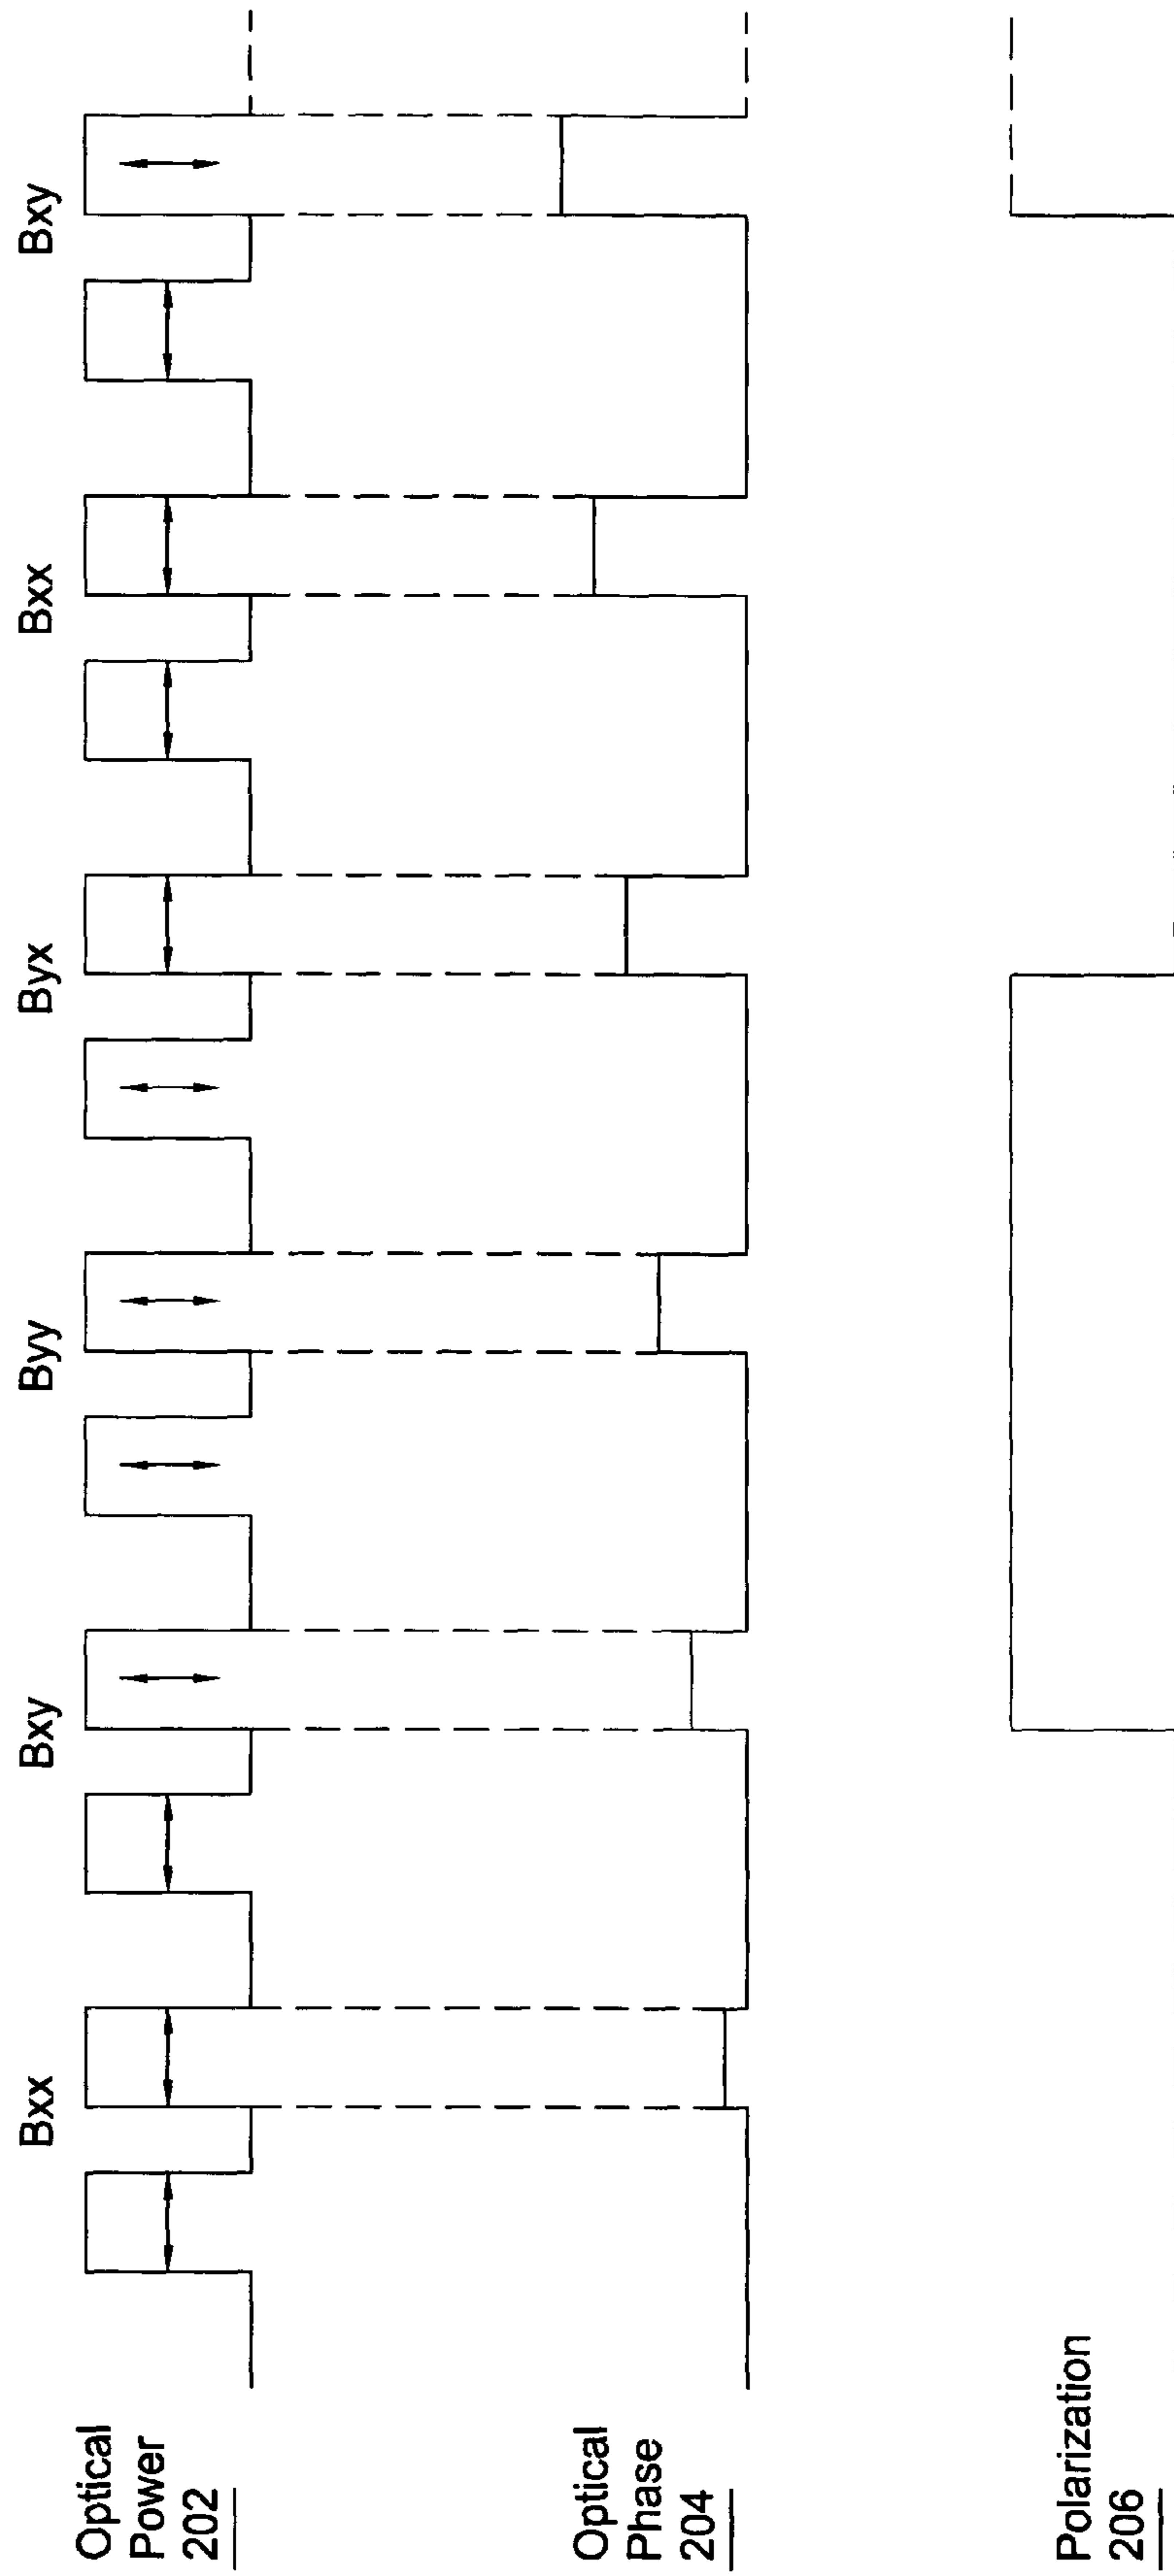 Bxx
Bxy
Byy
Byx
Bxx
Bxy
Optical
Power
202
Optical
Phase
204
Polarization
206